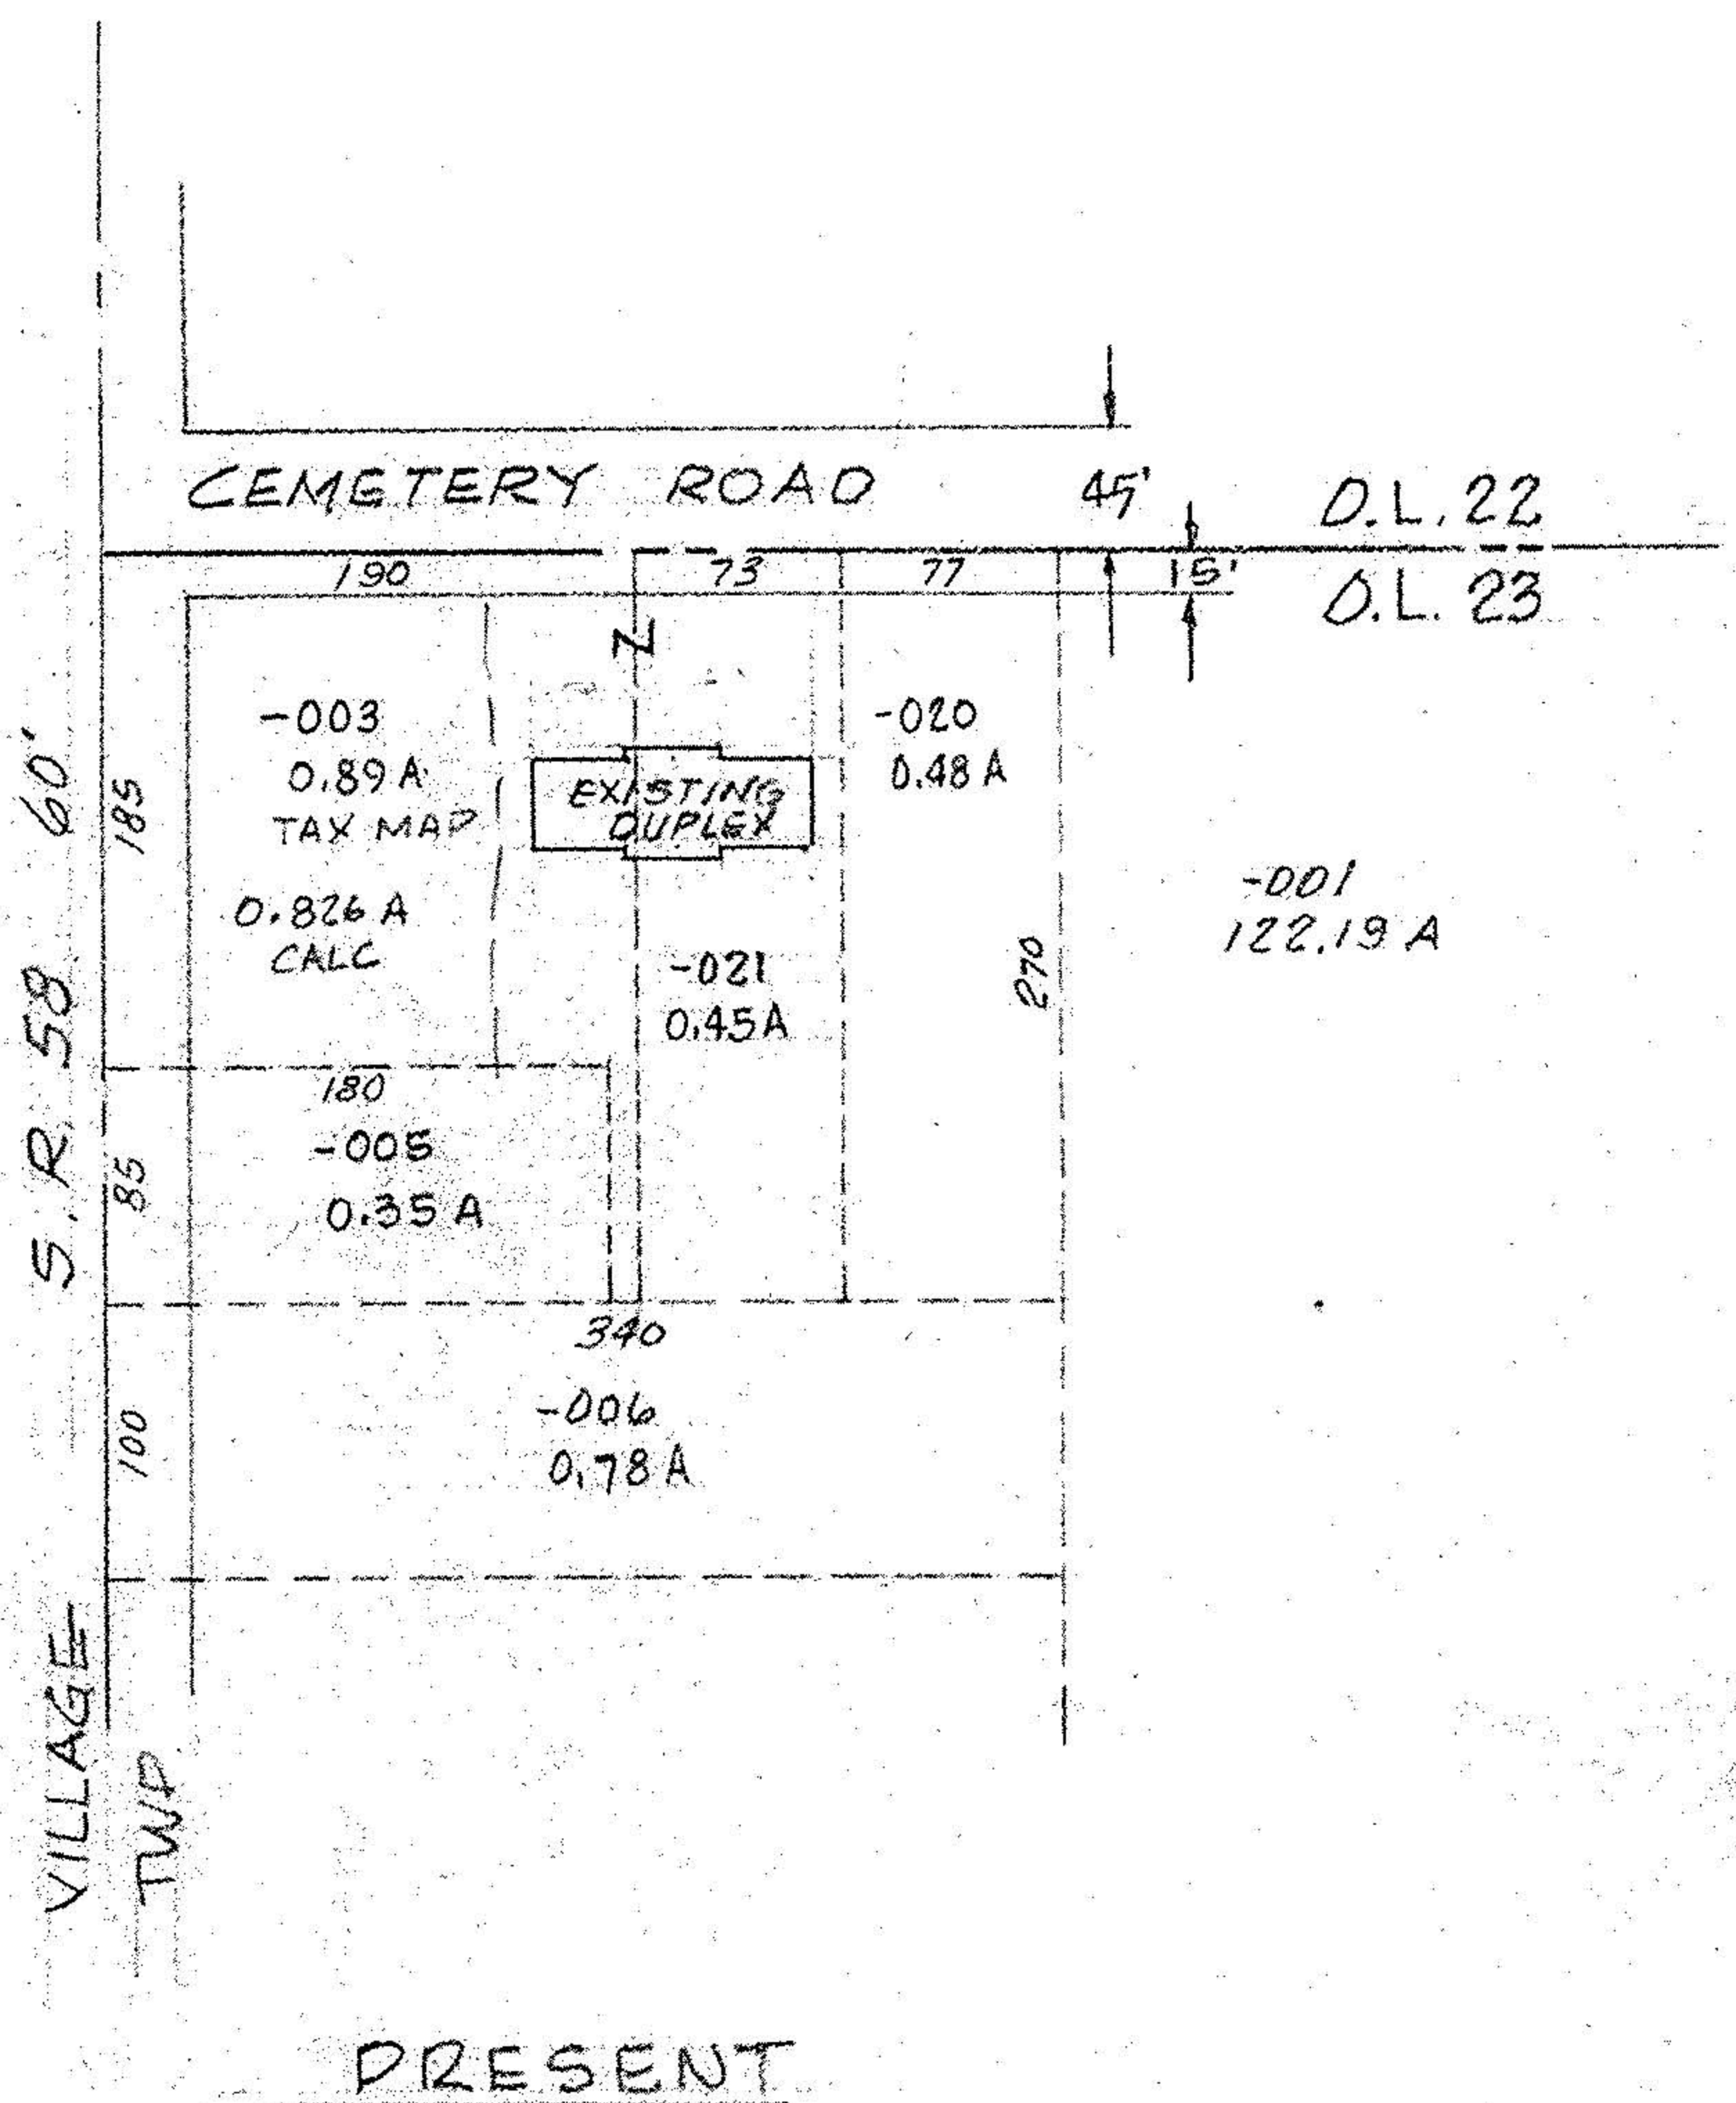 CEMETERY ROAD
45'
O.L. 22
190
73
77
15'
O.L. 23
N
-003
0.89 A
TAX MAP
0.826 A
CALC
EXISTING
DUPLEX
-020
0.48 A
-001
122.19 A
185
S.R. 58 60'
-021
0.45A
270
180
-005
0.35 A
85
340
-006
0.78 A
100
VILLAGE
TWP
PRESENT